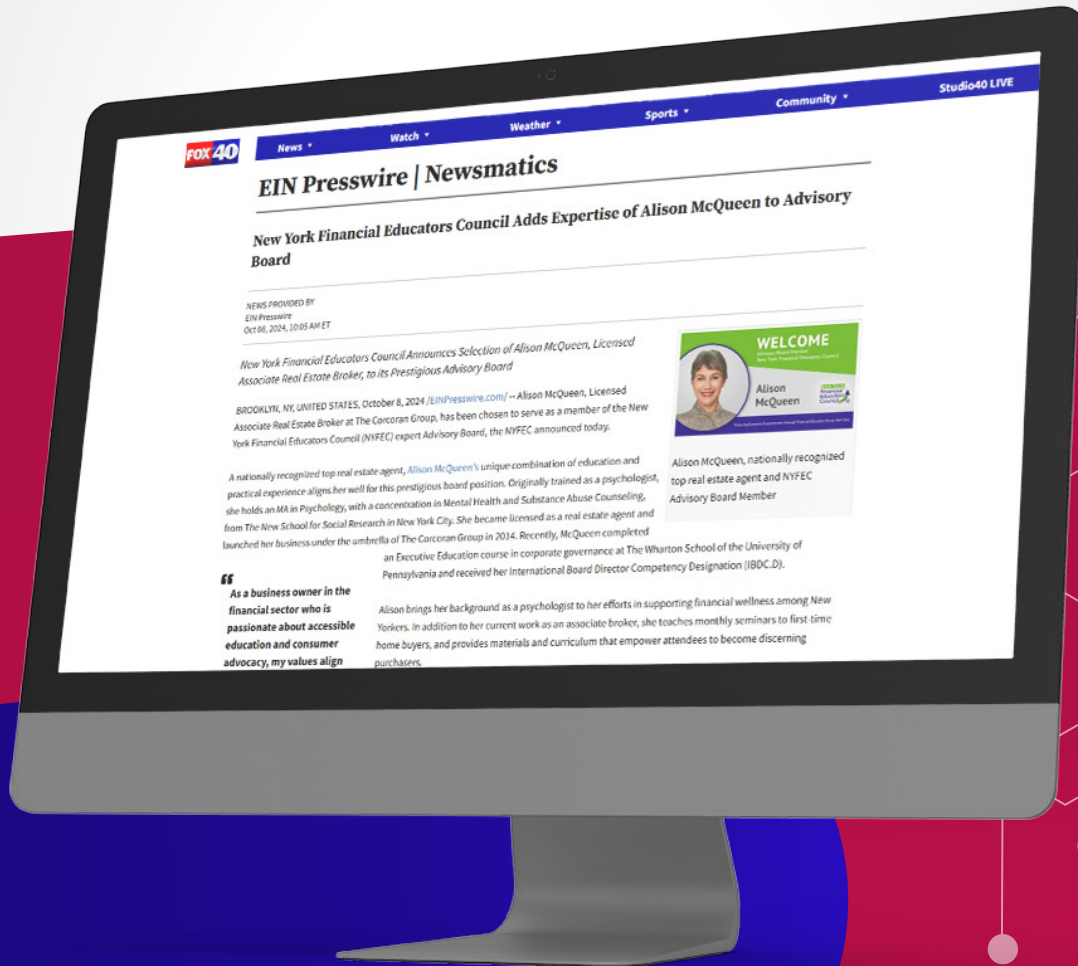 FOX 40
News
Watch
Weather
Sports
Community
Studio40 LIVE
EIN Presswire | Newsmatics
New York Financial Educators Council Adds Expertise of Alison McQueen to Advisory
Board
NEWS PROVIDED BY
EIN Presswire
Oct 08, 2024, 10:05 AM ET
New York Financial Educators Council Announces Selection of Alison McQueen, Licensed
Associate Real Estate Broker, to its Prestigious Advisory Board
BROOKLYN, NY, UNITED STATES, October 8, 2024 /EINPresswire.com/ -- Alison McQueen, Licensed
Associate Real Estate Broker at The Corcoran Group, has been chosen to serve as a member of the New
York Financial Educators Council (NYFEC) expert Advisory Board, the NYFEC announced today.
WELCOME
Advisory Board Member
New York Financial Educators Council
Alison
McQueen
Financial
Educators
Council
Alison McQueen, nationally recognized
top real estate agent and NYFEC
Advisory Board Member
A nationally recognized top real estate agent, Alison McQueen's unique combination of education and
practical experience aligns her well for this prestigious board position. Originally trained as a psychologist,
she holds an MA in Psychology, with a concentration in Mental Health and Substance Abuse Counseling,
from The New School for Social Research in New York City. She became licensed as a real estate agent and
launched her business under the umbrella of The Corcoran Group in 2014. Recently, McQueen completed
an Executive Education course in corporate governance at The Wharton School of the University of
Pennsylvania and received her International Board Director Competency Designation (IBDC.D).
“
As a business owner in the
financial sector who is
passionate about accessible
education and consumer
advocacy, my values align
Alison brings her background as a psychologist to her efforts in supporting financial wellness among New
Yorkers. In addition to her current work as an associate broker, she teaches monthly seminars to first-time
home buyers, and provides materials and curriculum that empower attendees to become discerning
purchasers.